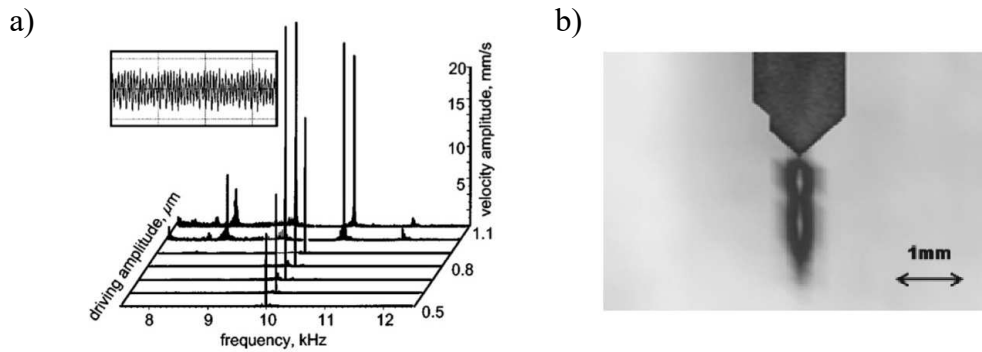 a)
20
15
10
5
velocity amplitude, mm/s
driving amplitude, μm
1.1
0.8
0.5
8 9 10 11 12
frequency, kHz
b)
1mm